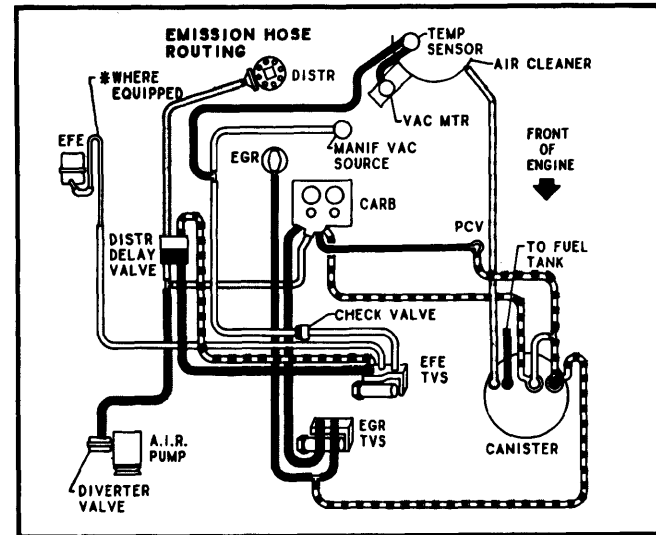 EMISSION HOSE
ROUTING
TEMP
SENSOR
AIR CLEANER
*WHERE
EQUIPPED
DISTR
VAC MTR
EFE
MANIF VAC
SOURCE
FRONT
OF
ENGINE
EGR
CARB
PCV
DISTR
DELAY
VALVE
TO FUEL
TANK
CHECK VALVE
EFE
TVS
EGR
TVS
CANISTER
A.I.R.
PUMP
DIVERTER
VALVE